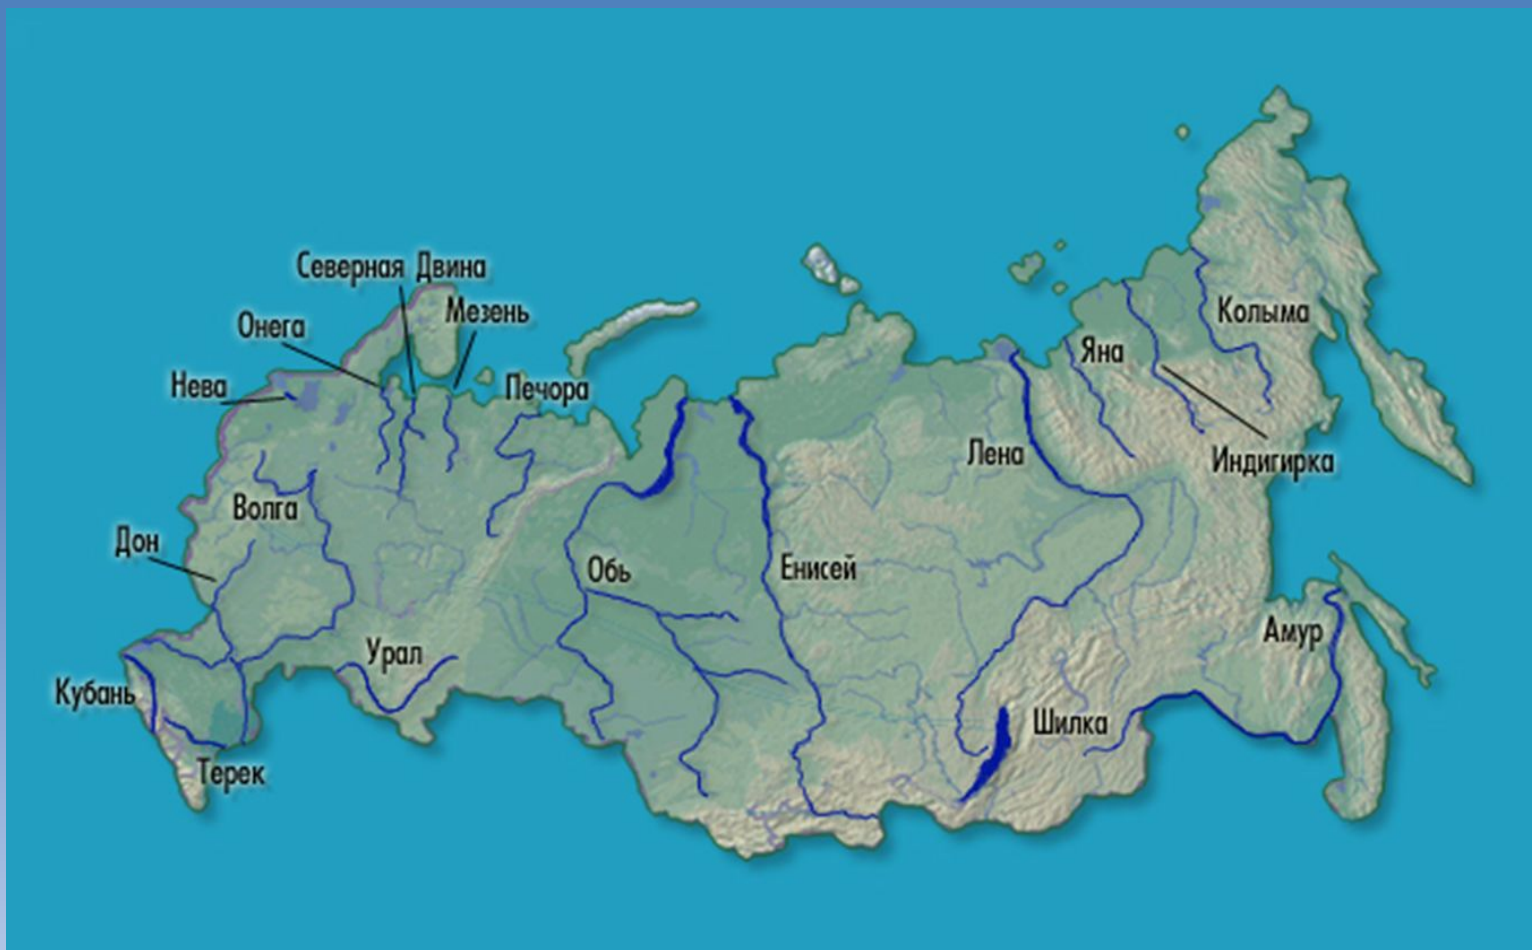 Северная Двина
Мезень
Онега
Нева
Печора
Колыма
Яна
Лена
Индигирка
Волга
Дон
Обь
Енисей
Амур
Урал
Кубань
Шилка
Терек